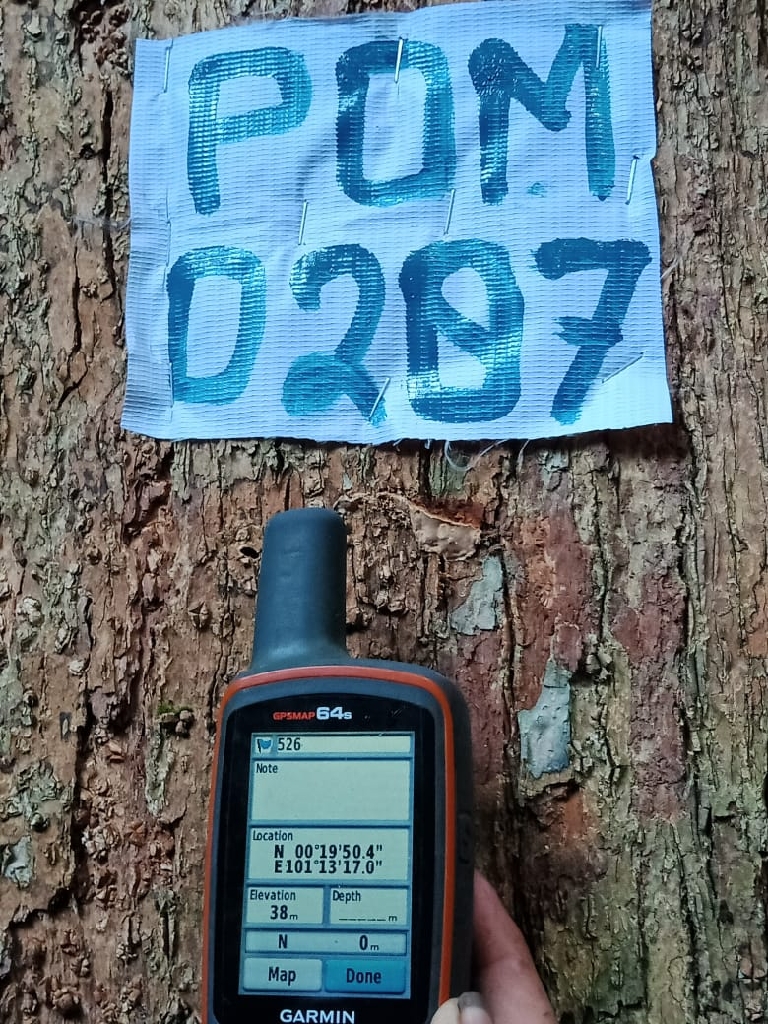 POM
0287
GPSMAP 64s
526
Note
Location
N 00°19'50.4"
E101°13'17.0"
Elevation Depth
38m _____m
N 0m
Map Done
GARMIN